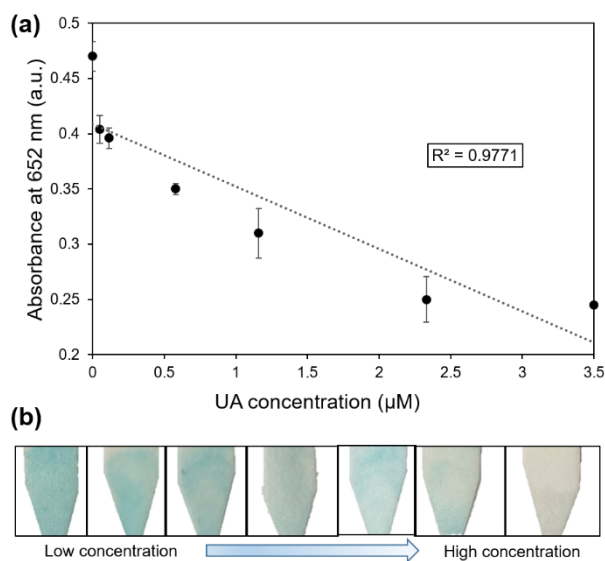 (a)
0.5
0.45
0.4
0.35
0.3
0.25
0.2
Absorbance at 652 nm (a.u.)
R² = 0.9771
0 0.5 1 1.5 2 2.5 3 3.5
UA concentration (µM)
(b)
Low concentration High concentration